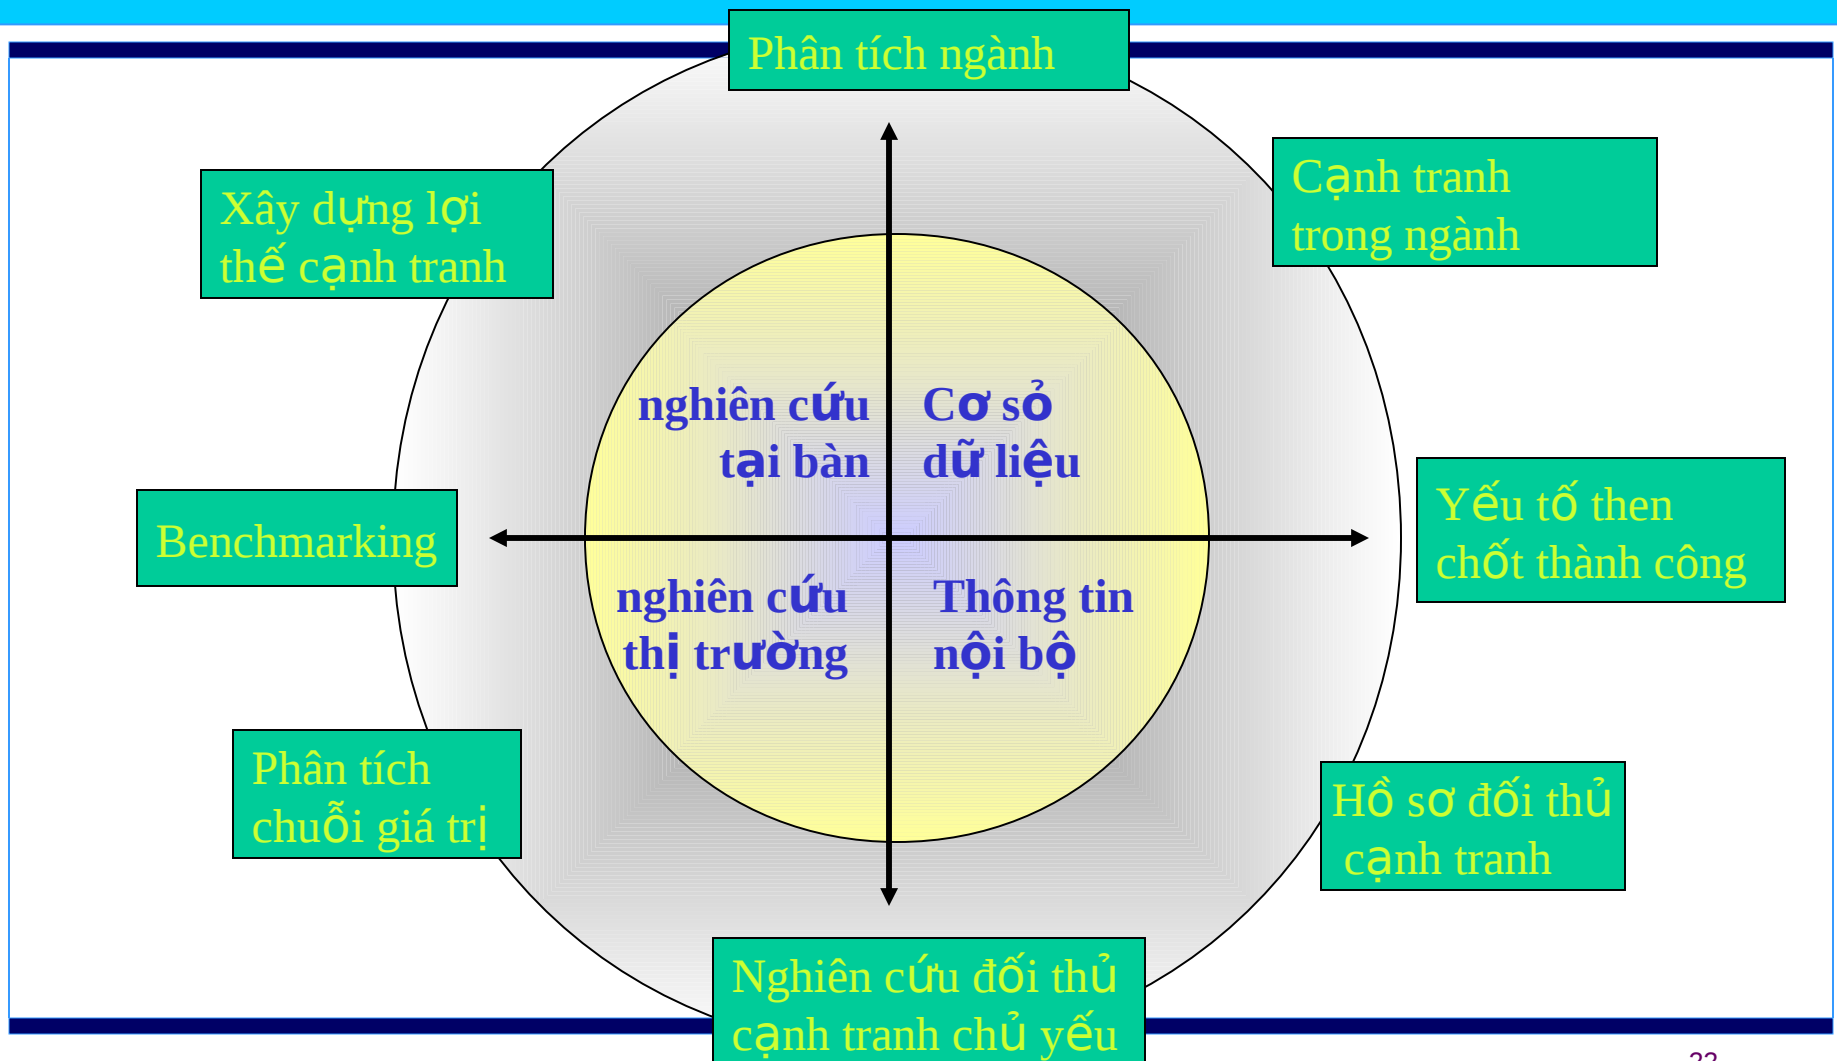 Phân tích ngành
Cạnh tranh
trong ngành
Xây dựng lợi
thế cạnh tranh
nghiên cứu
tại bàn
Cơ sỏ
dữ liệu
Yếu tố then
chốt thành công
Benchmarking
nghiên cứu
thị trường
Thông tin
nội bộ
Phân tích
chuỗi giá trị
Hồ sơ đối thủ
cạnh tranh
Nghiên cứu đối thủ
cạnh tranh chủ yếu